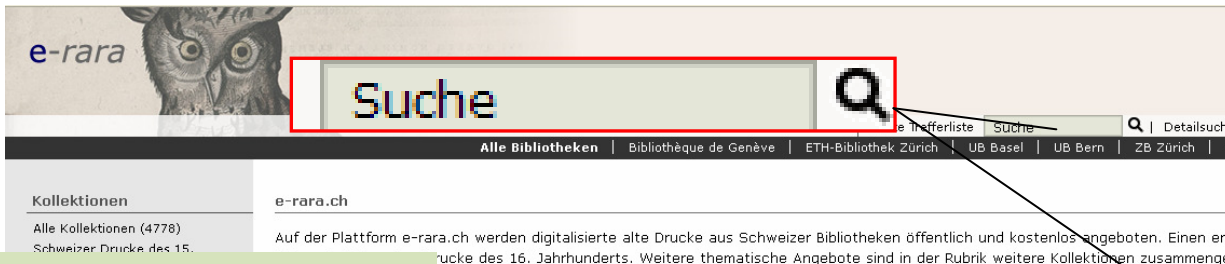 e-rara
Suche
Trefferliste Suche | Detailsuch
Alle Bibliotheken | Bibliothèque de Genève | ETH-Bibliothek Zürich | UB Basel | UB Bern | ZB Zürich |
Kollektionen
Alle Kollektionen (4778)
Schweizer Drucke des 15.
e-rara.ch
Auf der Plattform e-rara.ch werden digitalisierte alte Drucke aus Schweizer Bibliotheken öffentlich und kostenlos angeboten. Einen er
rucke des 16. Jahrhunderts. Weitere thematische Angebote sind in der Rubrik weitere Kollektionen zusammenge